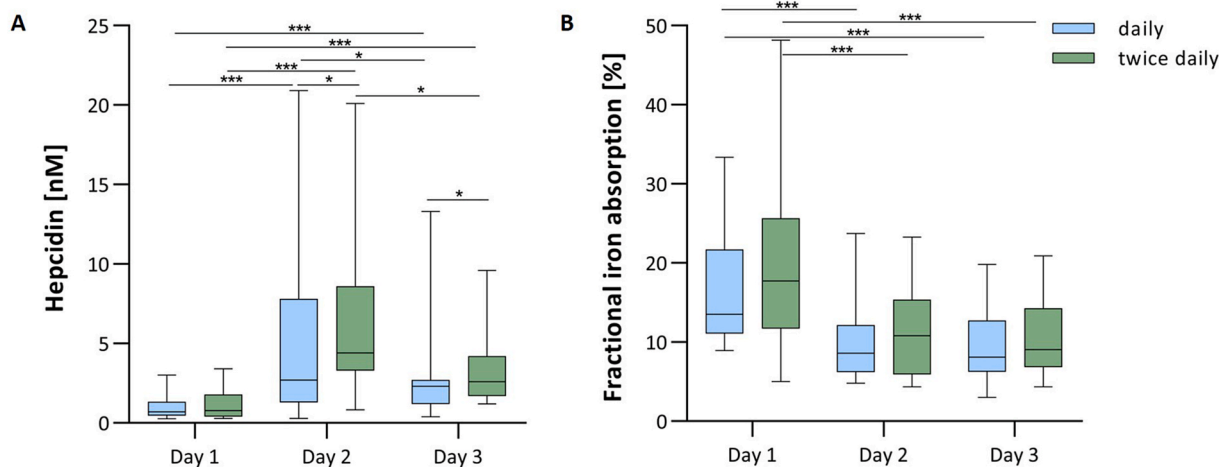 A
Hepcidin [nM]
25
20
15
10
5
0
***
***
*
***
***
*
*
*
Day 1
Day 2
Day 3
B
Fractional iron absorption [%]
50
40
30
20
10
0
***
***
***
***
Day 1
Day 2
Day 3
daily
twice daily